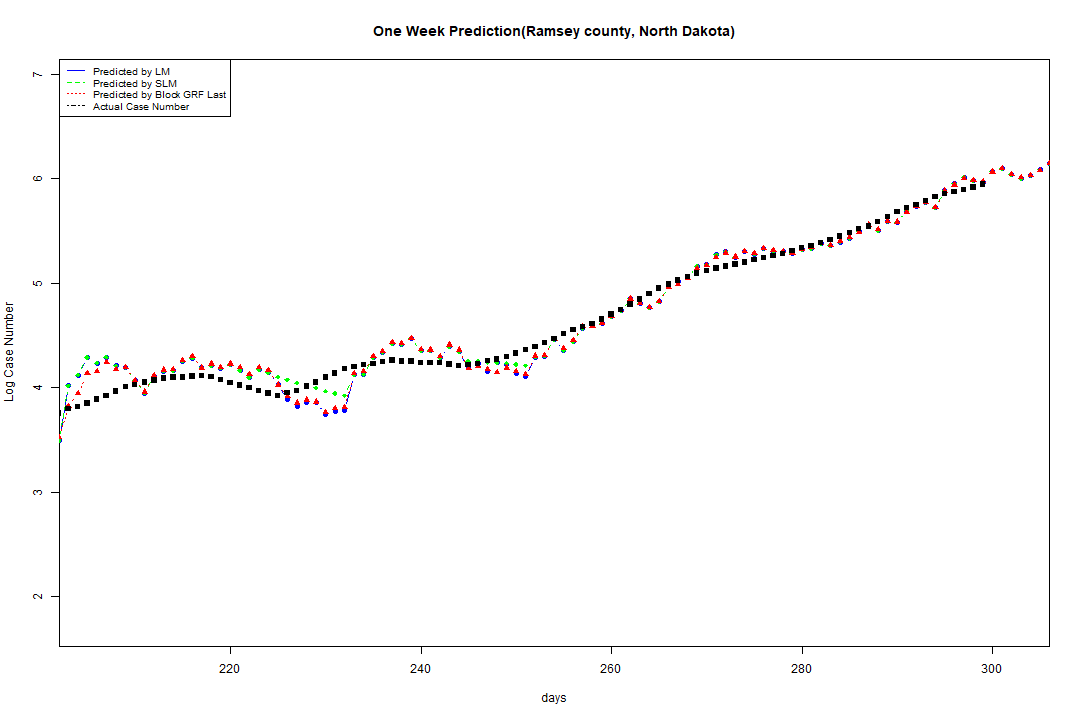 One Week Prediction(Ramsey county, North Dakota)
Predicted by LM
Predicted by SLM
Predicted by Block GRF Last
Actual Case Number
7
6
5
4
3
2
Log Case Number
220 240 260 280 300
days